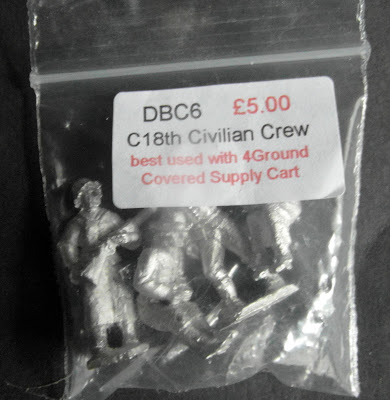 DBC6 £5.00
C18th Civilian Crew
best used with 4Ground
Covered Supply Cart